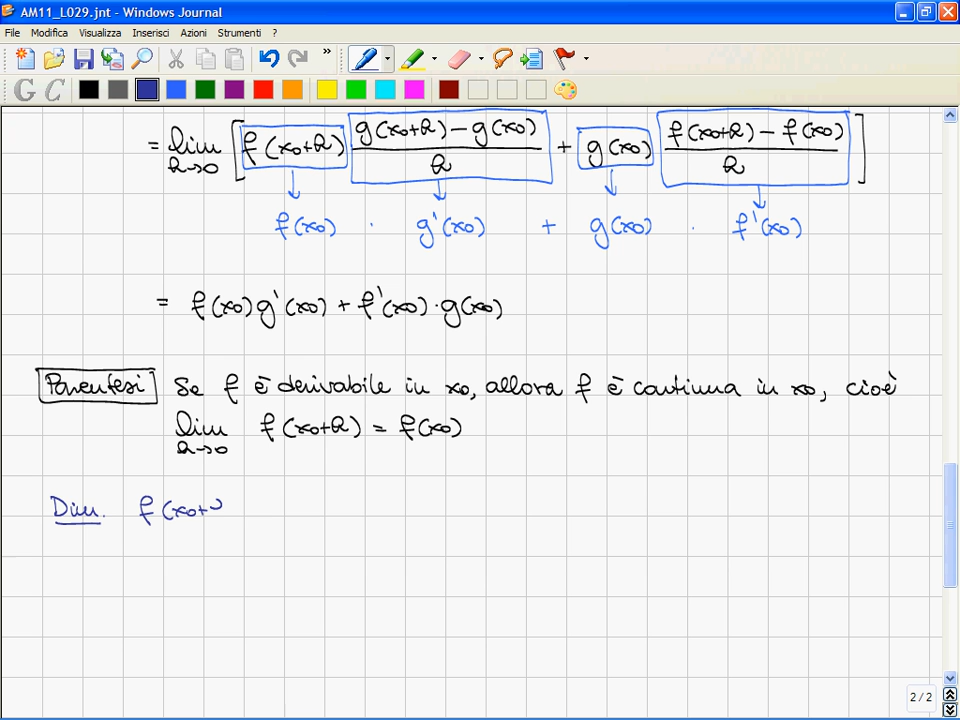 AM11_L029.jnt - Windows Journal
File Modifica Visualizza Inserisci Azioni Strumenti ?
G C
= lim h→0 [ f(x0+h) g(x0+h) - g(x0) / h + g(x0) f(x0+h) - f(x0) / h ]
f(x0) · g'(x0) + g(x0) · f'(x0)
= f(x0) g'(x0) + f'(x0) · g(x0)
Parentesi Se f è derivabile in x0, allora f è continua in x0, cioè
lim h→0 f(x0+h) = f(x0)
Dim. f(x0+
2 / 2